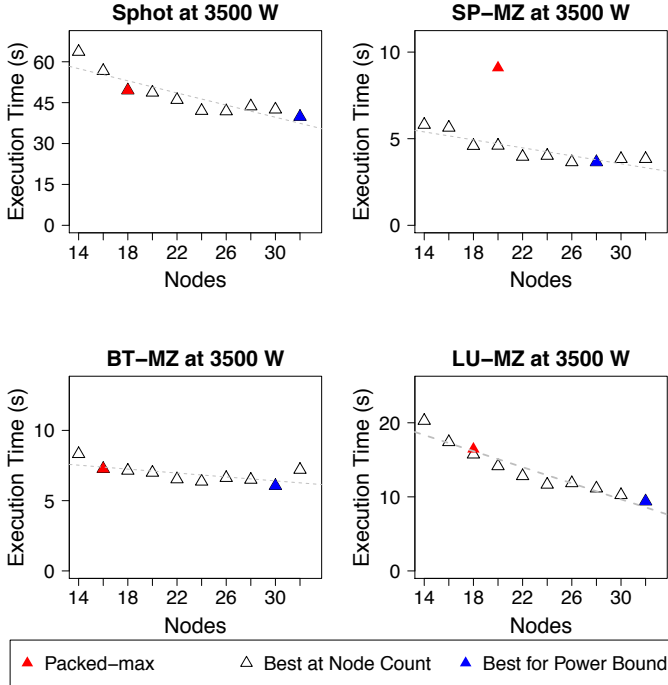 Sphot at 3500 W
Execution Time (s)
60
45
30
15
0
14 18 22 26 30
Nodes
SP−MZ at 3500 W
Execution Time (s)
10
5
0
14 18 22 26 30
Nodes
BT−MZ at 3500 W
Execution Time (s)
10
5
0
14 18 22 26 30
Nodes
LU−MZ at 3500 W
Execution Time (s)
20
10
0
14 18 22 26 30
Nodes
Packed−max Best at Node Count Best for Power Bound